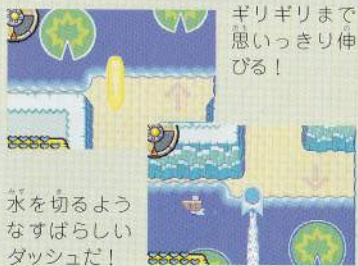 ギリギリまで
思いっきり伸
びる！
水を切るよう
なすばらしい
ダッシュだ！